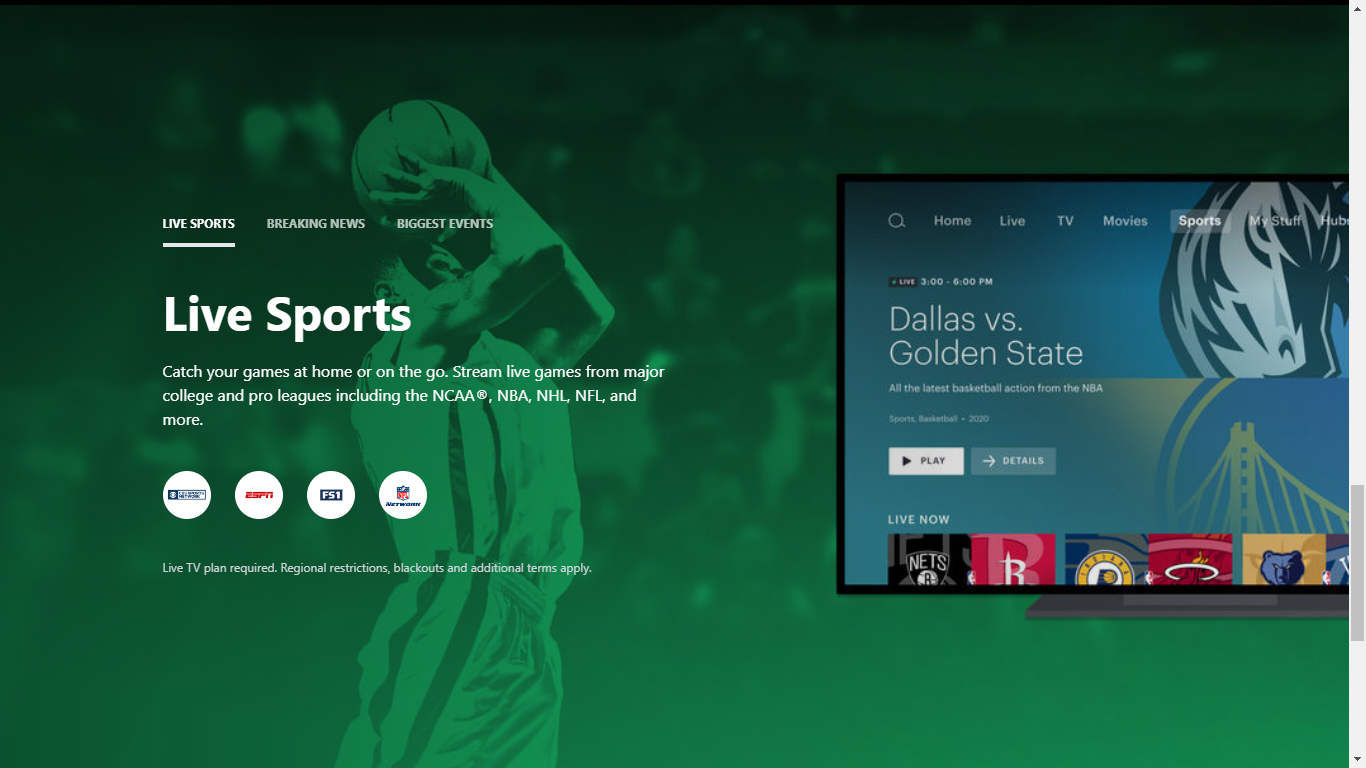 LIVE SPORTS BREAKING NEWS BIGGEST EVENTS
Live Sports
Catch your games at home or on the go. Stream live games from major
college and pro leagues including the NCAA®, NBA, NHL, NFL, and
more.
CBS SPORTS
NETWORK
ESPN
FS1
NFL
NETWORK
Live TV plan required. Regional restrictions, blackouts and additional terms apply.
Home Live TV Movies Sports My Stuff Hubs
LIVE 3:00 - 6:00 PM
Dallas vs.
Golden State
All the latest basketball action from the NBA
Sports, Basketball • 2020
PLAY DETAILS
LIVE NOW
NETS
R